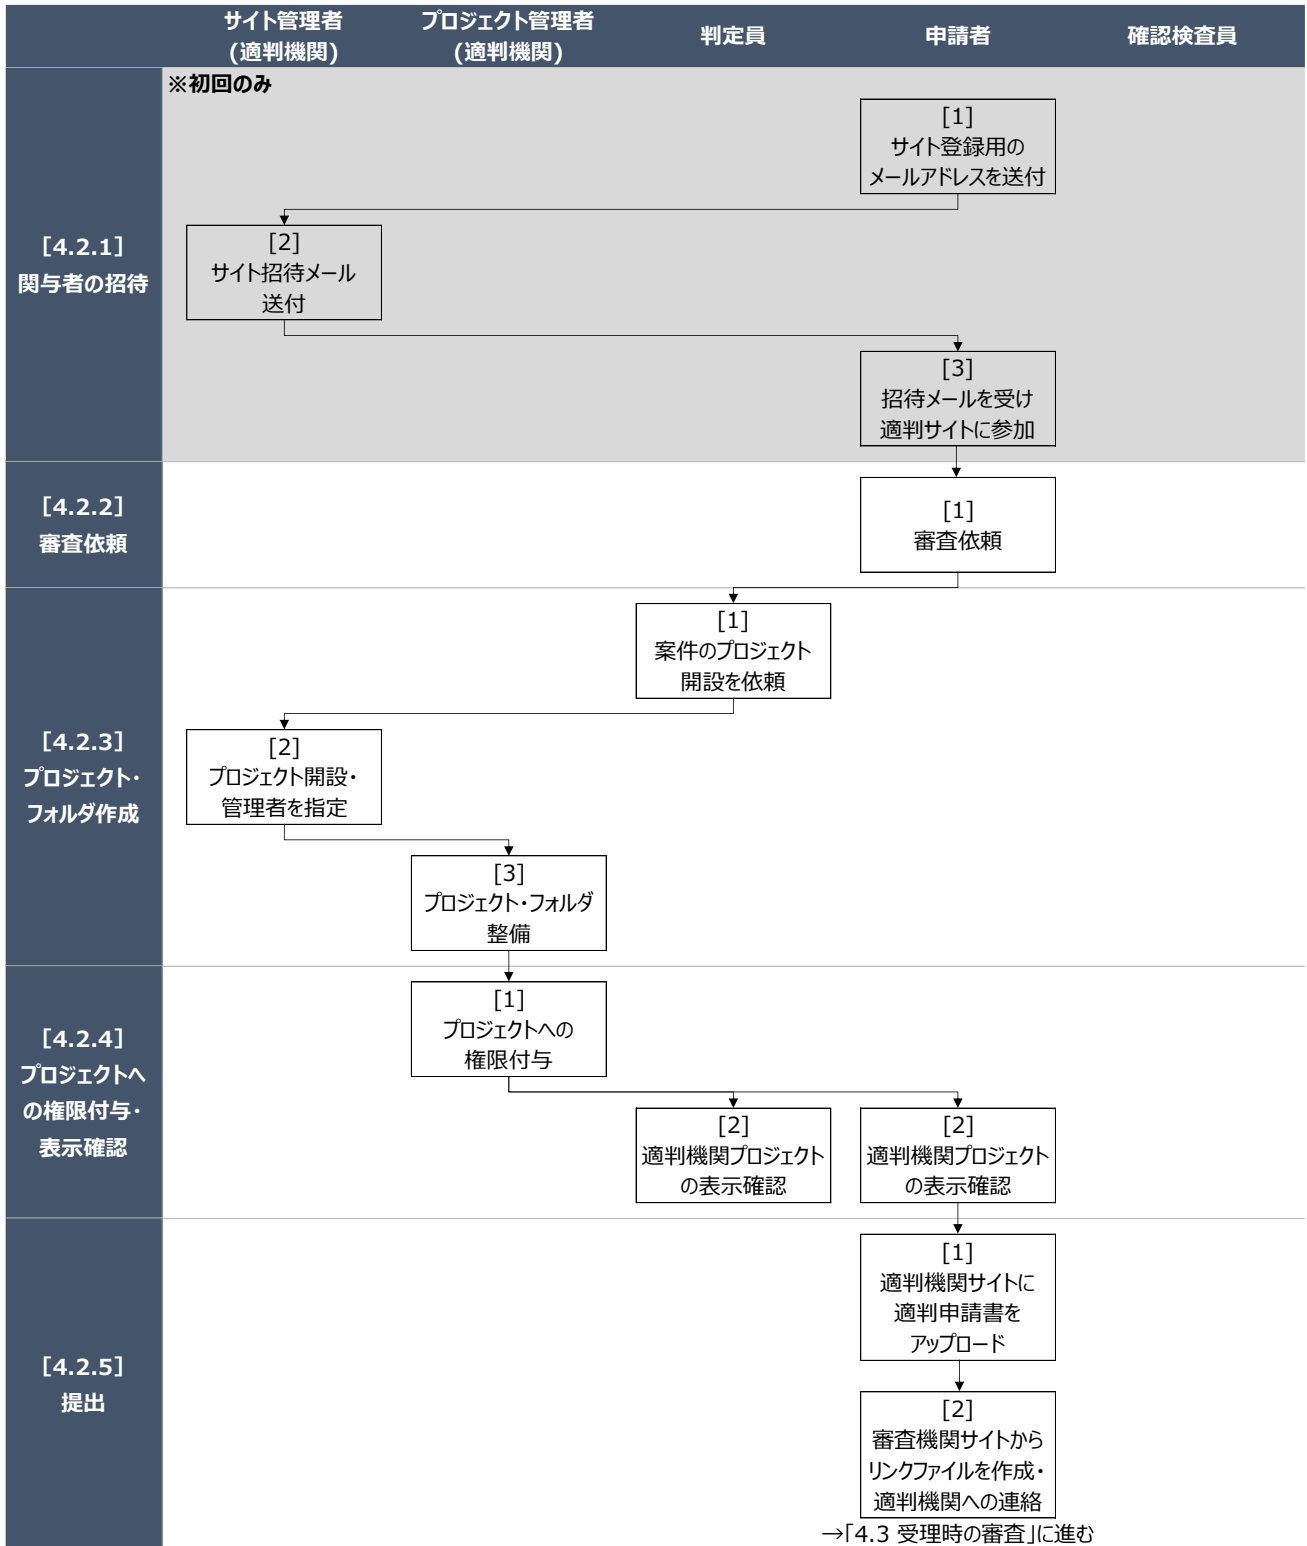 サイト管理者
(適判機関)
プロジェクト管理者
(適判機関)
判定員
申請者
確認検査員
※初回のみ
[4.2.1]
関与者の招待
[1]
サイト登録用の
メールアドレスを送付
[2]
サイト招待メール
送付
[3]
招待メールを受け
適判サイトに参加
[4.2.2]
審査依頼
[1]
審査依頼
[4.2.3]
プロジェクト・
フォルダ作成
[1]
案件のプロジェクト
開設を依頼
[2]
プロジェクト開設・
管理者を指定
[3]
プロジェクト・フォルダ
整備
[4.2.4]
プロジェクトへ
の権限付与・
表示確認
[1]
プロジェクトへの
権限付与
[2]
適判機関プロジェクト
の表示確認
[2]
適判機関プロジェクト
の表示確認
[4.2.5]
提出
[1]
適判機関サイトに
適判申請書を
アップロード
[2]
審査機関サイトから
リンクファイルを作成・
適判機関への連絡
→「4.3 受理時の審査」に進む